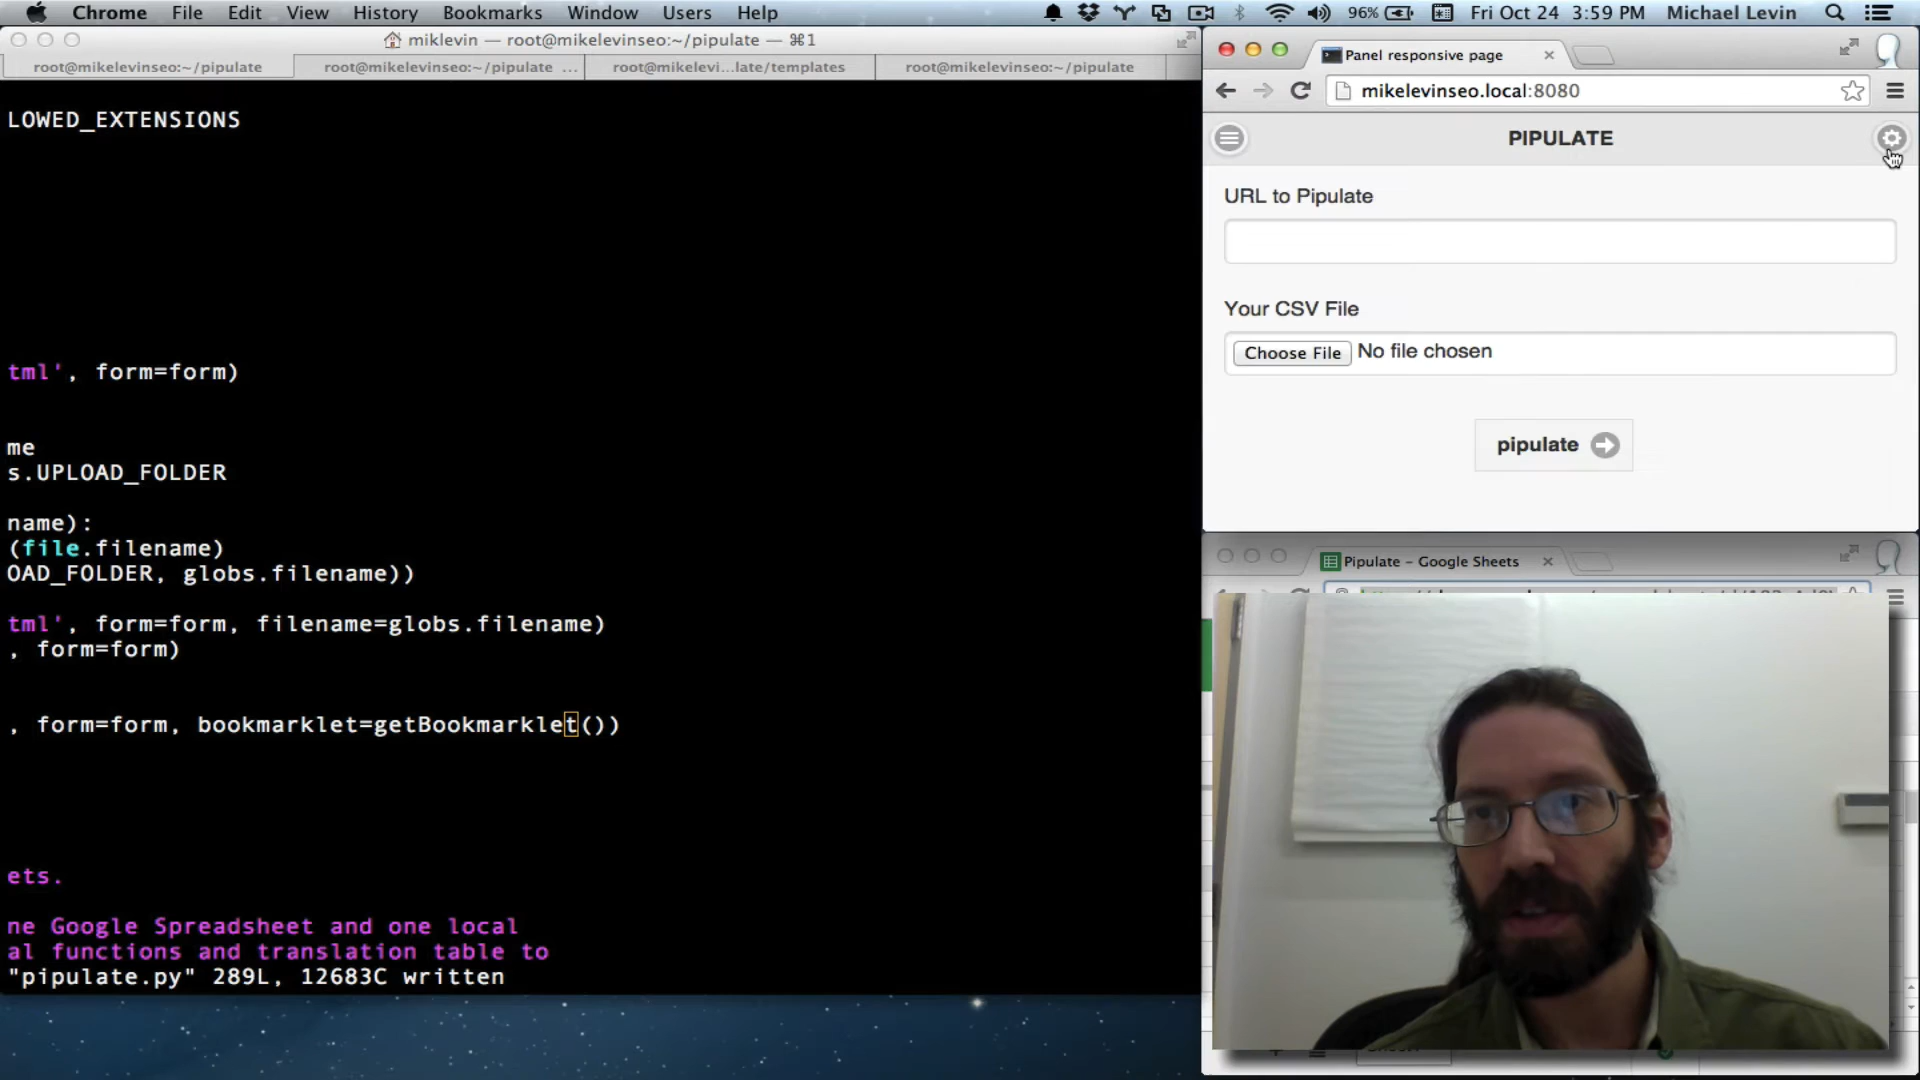 Chrome File Edit View History Bookmarks Window Users Help 96% Fri Oct 24 3:59 PM Michael Levin
miklevin — root@mikelevinseo:~/pipulate — ⌘1
root@mikelevinseo:~/pipulate root@mikelevinseo:~/pipulate ... root@mikelevi...late/templates root@mikelevinseo:~/pipulate
LOWED_EXTENSIONS
tml', form=form)
me
s.UPLOAD_FOLDER
name):
(file.filename)
OAD_FOLDER, globs.filename))
tml', form=form, filename=globs.filename)
, form=form)
, form=form, bookmarklet=getBookmarklet())
ets.
ne Google Spreadsheet and one local
al functions and translation table to
"pipulate.py" 289L, 12683C written
Panel responsive page
mikelevinseo.local:8080
PIPULATE
URL to Pipulate
Your CSV File
Choose File No file chosen
pipulate
Pipulate – Google Sheets